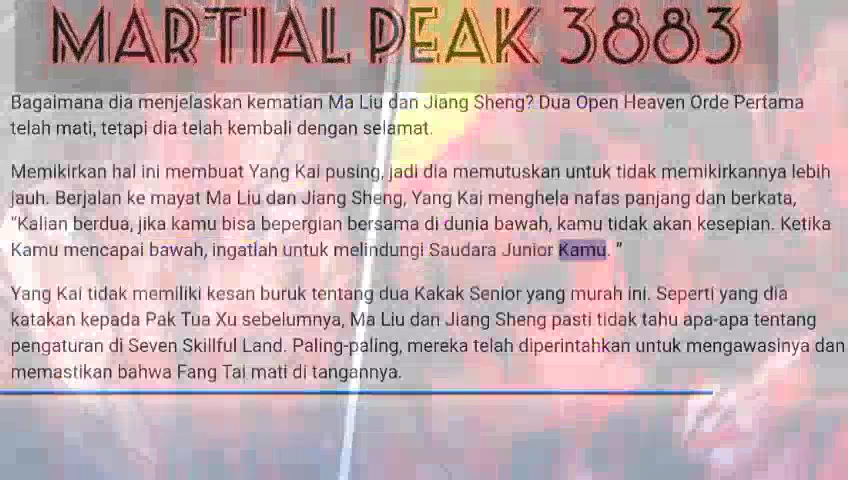 MARTIAL PEAK 3883
Bagaimana dia menjelaskan kematian Ma Liu dan Jiang Sheng? Dua Open Heaven Orde Pertama
telah mati, tetapi dia telah kembali dengan selamat.
Memikirkan hal ini membuat Yang Kai pusing, jadi dia memutuskan untuk tidak memikirkannya lebih
jauh. Berjalan ke mayat Ma Liu dan Jiang Sheng, Yang Kai menghela nafas panjang dan berkata,
“Kalian berdua, jika kamu bisa bepergian bersama di dunia bawah, kamu tidak akan kesepian. Ketika
Kamu mencapai bawah, ingatlah untuk melindungi Saudara Junior Kamu. ”
Yang Kai tidak memiliki kesan buruk tentang dua Kakak Senior yang murah ini. Seperti yang dia
katakan kepada Pak Tua Xu sebelumnya, Ma Liu dan Jiang Sheng pasti tidak tahu apa-apa tentang
pengaturan di Seven Skillful Land. Paling-paling, mereka telah diperintahkan untuk mengawasinya dan
memastikan bahwa Fang Tai mati di tangannya.